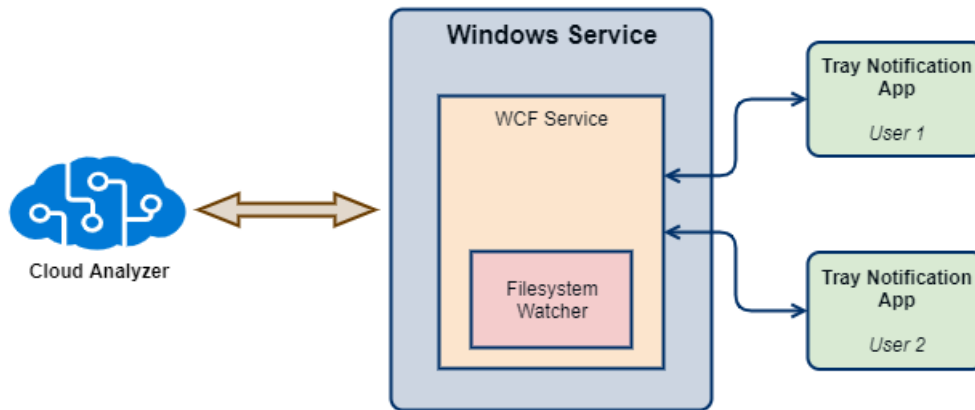 Windows Service
WCF Service
Filesystem
Watcher
Cloud Analyzer
Tray Notification
App
User 1
Tray Notification
App
User 2